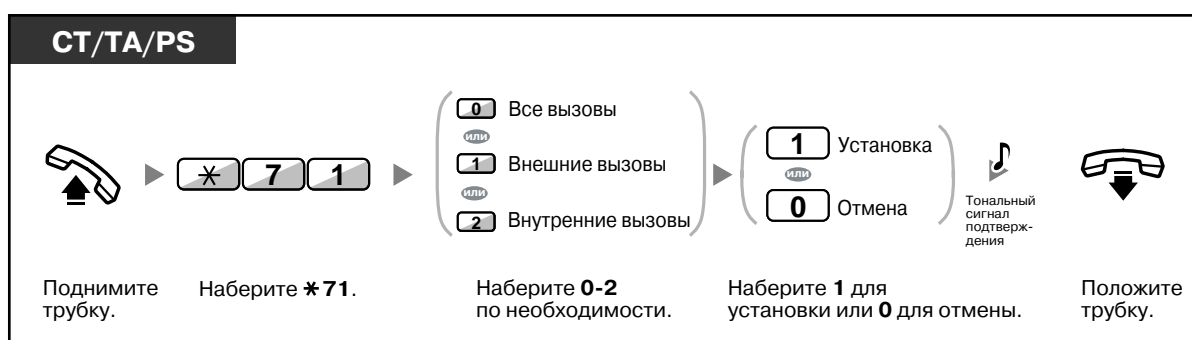 CT/TA/PS
0 Все вызовы
или
1 Внешние вызовы
или
2 Внутренние вызовы
✳ 7 1
1 Установка
или
0 Отмена
Тональный
сигнал
подтверж-
дения
Поднимите
трубку.
Наберите ✳71.
Наберите 0-2
по необходимости.
Наберите 1 для
установки или 0 для отмены.
Положите
трубку.